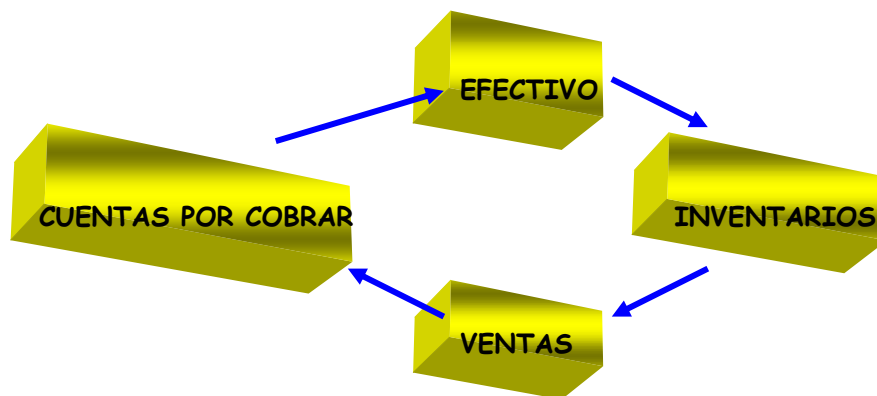 EFECTIVO
CUENTAS POR COBRAR
INVENTARIOS
VENTAS